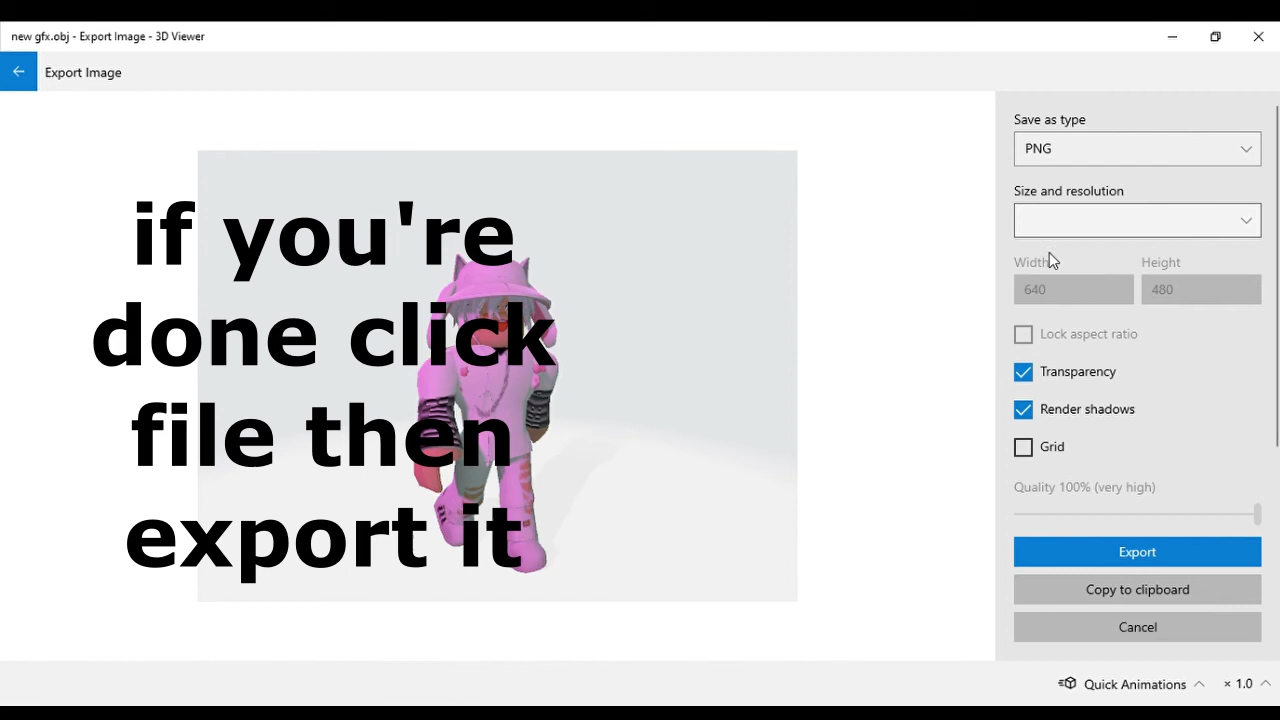 new gfx.obj - Export Image - 3D Viewer
Export Image
if you're
done click
file then
export it
Save as type
PNG
Size and resolution
Width
Height
640
480
Lock aspect ratio
Transparency
Render shadows
Grid
Quality 100% (very high)
Export
Copy to clipboard
Cancel
Quick Animations
× 1.0